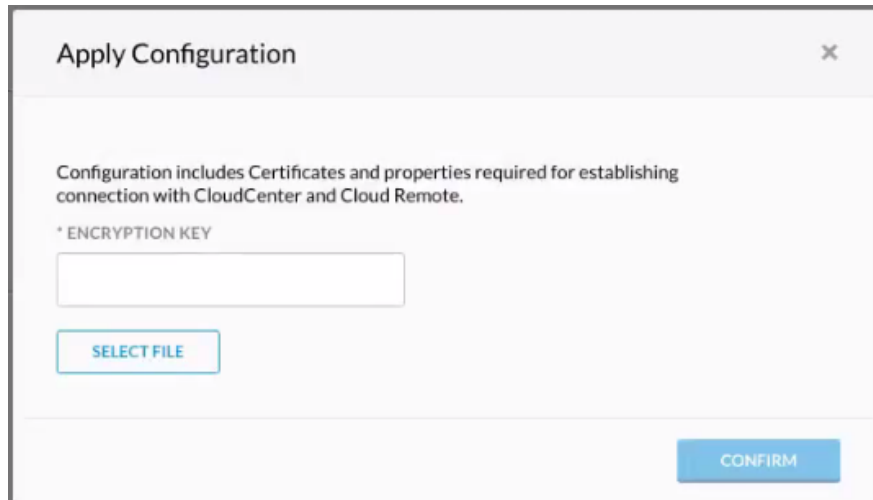 Apply Configuration
Configuration includes Certificates and properties required for establishing
connection with CloudCenter and Cloud Remote.
* ENCRYPTION KEY
SELECT FILE
CONFIRM